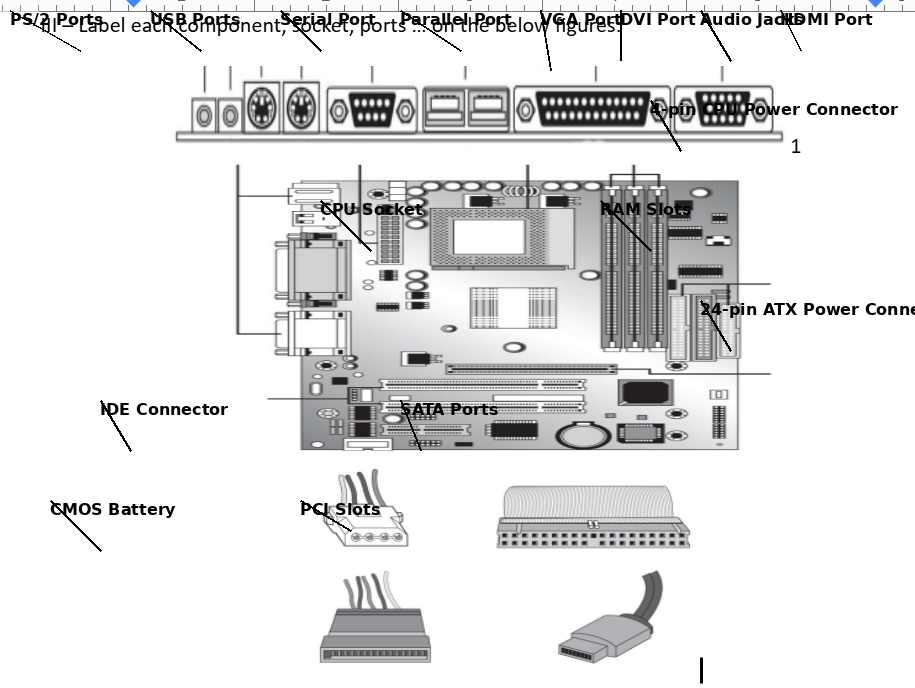 PS/2 Ports USB Ports Serial Port Parallel Port VGA Port DVI Port Audio Jacks HDMI Port
III – Label each component, socket, ports ... on the below figures.
4-pin CPU Power Connector
1
CPU Socket RAM Slots
24-pin ATX Power Conne
IDE Connector SATA Ports
CMOS Battery PCI Slots